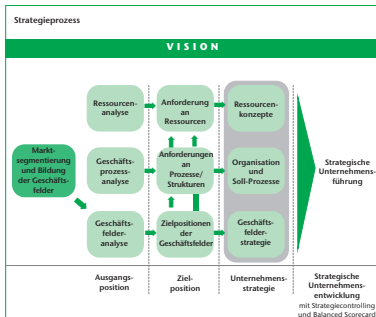 Strategieprozess
VISION
Ressourcen-
analyse
Anforderung
an
Ressourcen
Ressourcen-
konzepte
Markt-
segmentierung
und Bildung
der Geschäfts-
felder
Geschäfts-
prozess-
analyse
Anforderungen
an
Prozesse/
Strukturen
Organisation
und
Soll-Prozesse
Strategische
Unternehmens-
führung
Geschäfts-
felder-
analyse
Zielpositionen
der
Geschäftsfelder
Geschäfts-
felder-
strategie
Ausgangs-
position
Ziel-
position
Unternehmens-
strategie
Strategische
Unternehmens-
entwicklung
mit Strategiecontrolling
und Balanced Scorecard